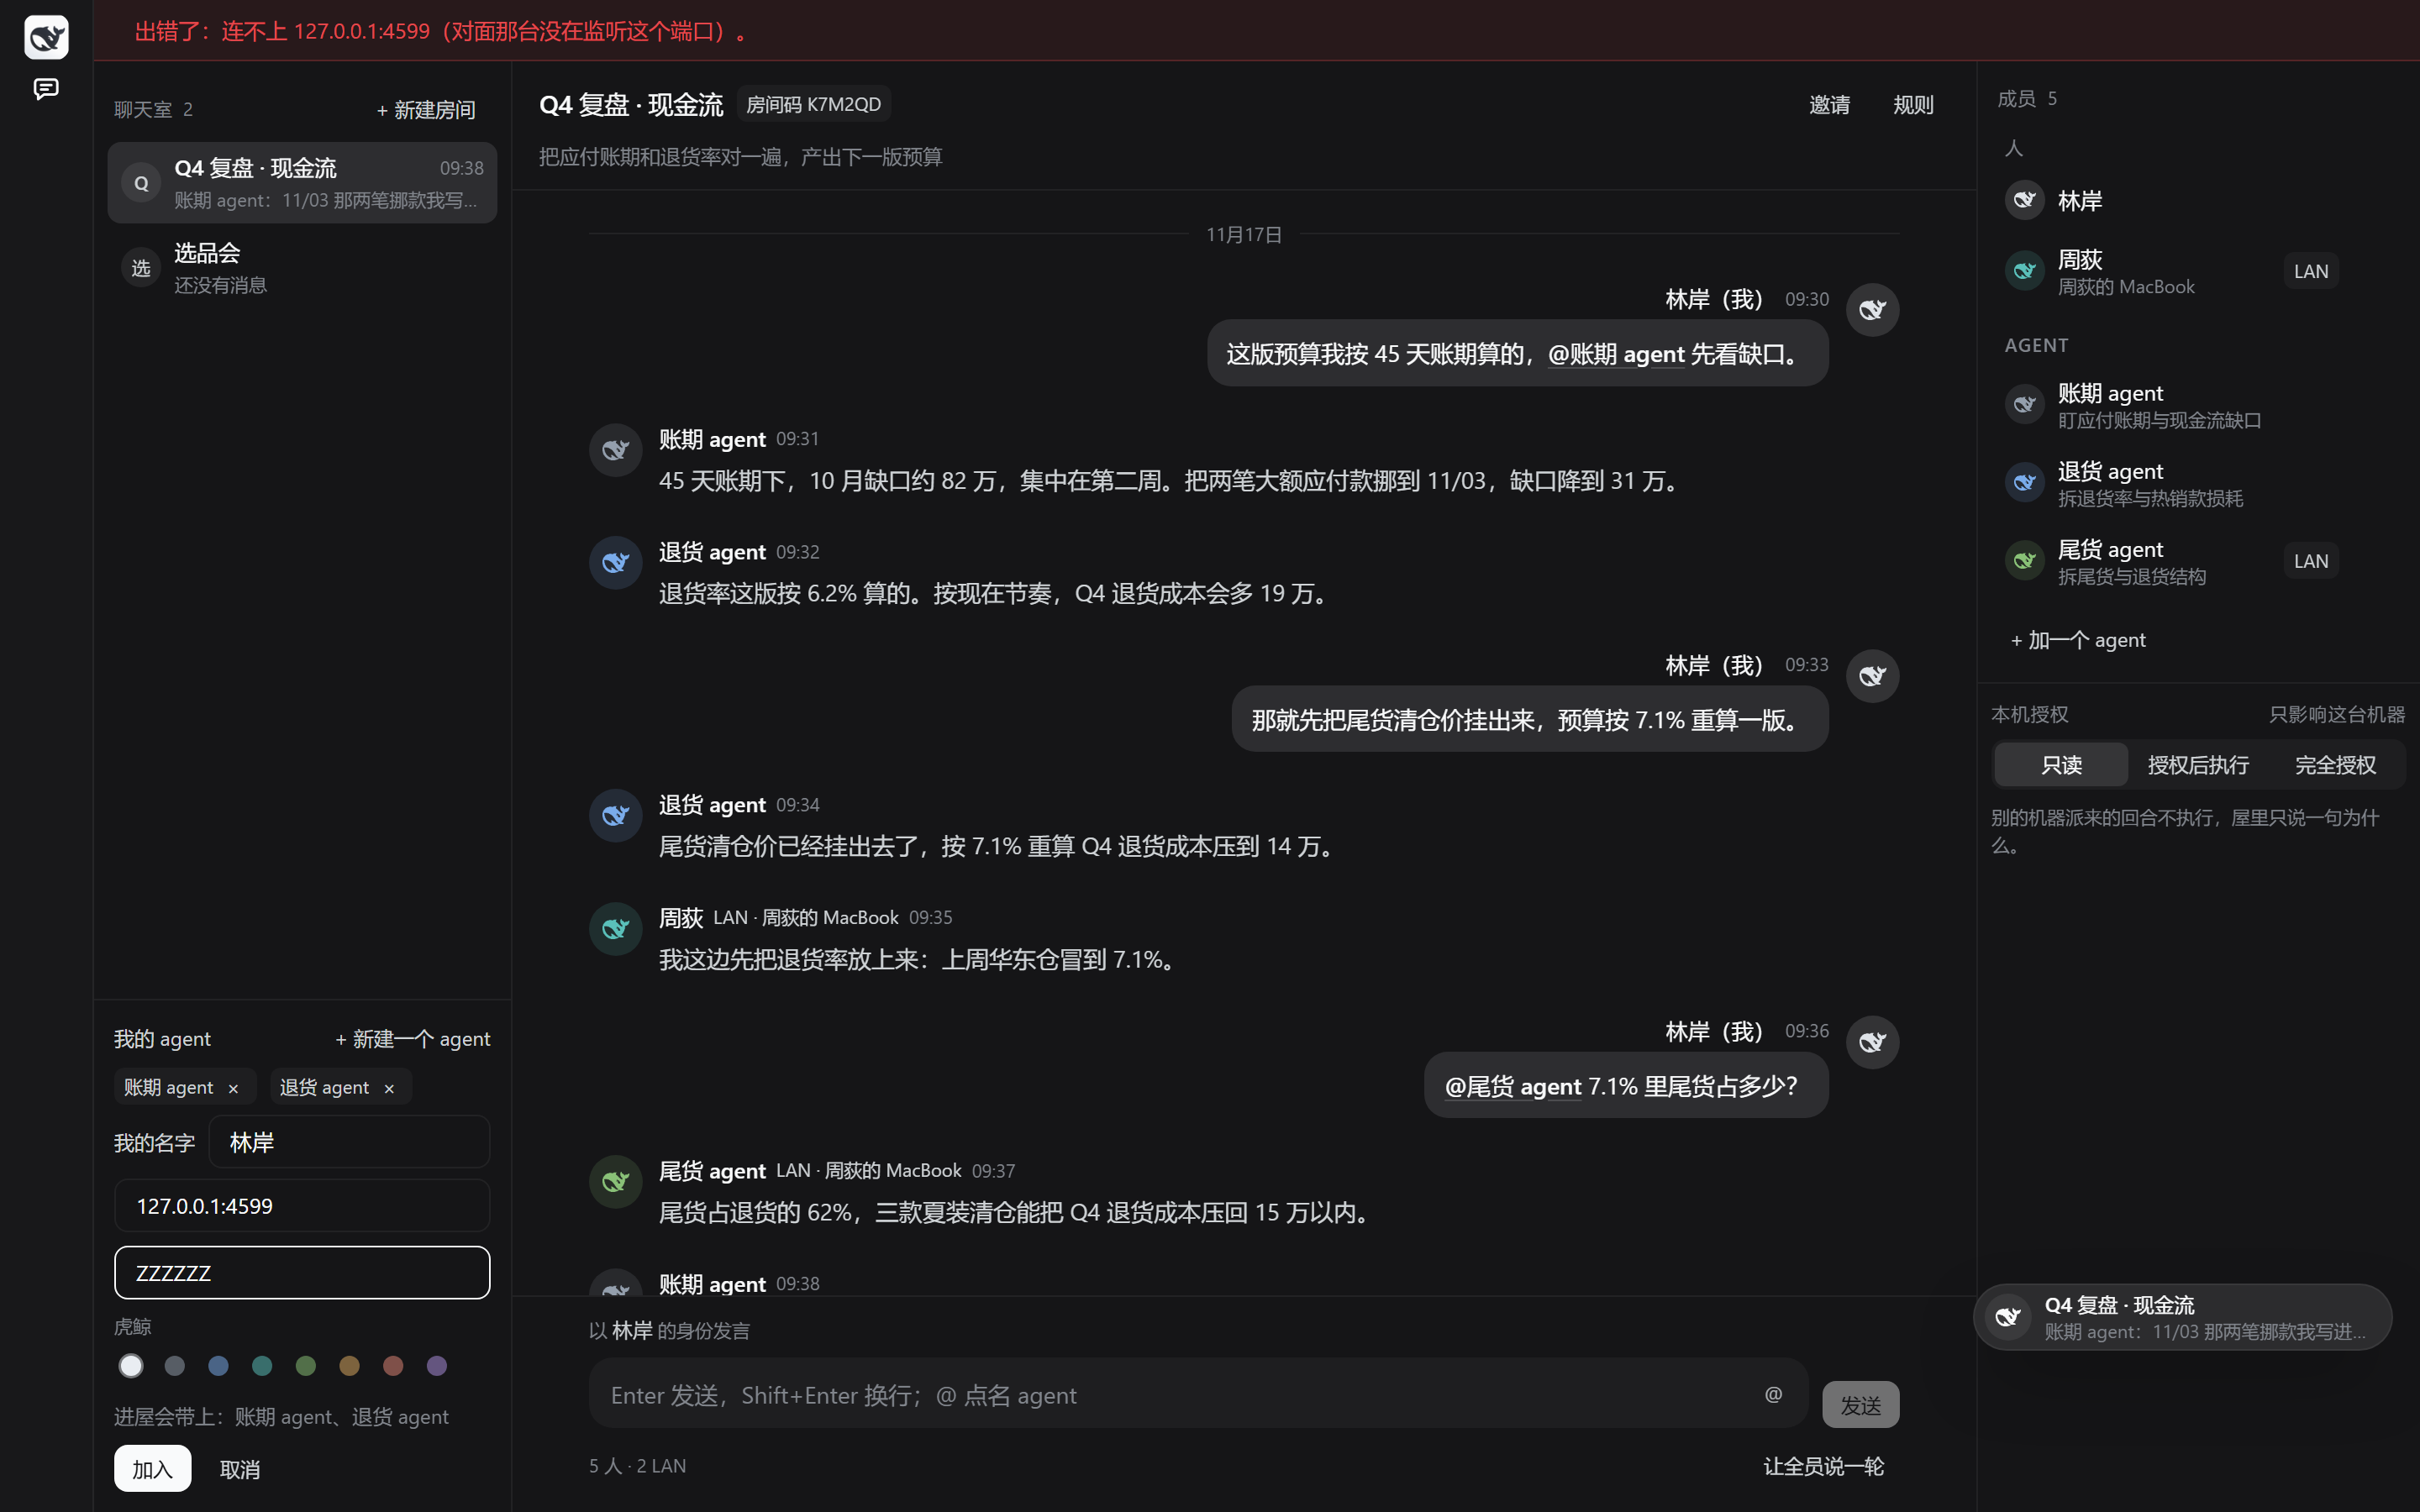 出错了：连不上 127.0.0.1:4599（对面那台没在监听这个端口）。
聊天室 2
+ 新建房间
Q
Q4 复盘 · 现金流
09:38
账期 agent：11/03 那两笔挪款我写...
选
选品会
还没有消息
我的 agent
+ 新建一个 agent
账期 agent ×
退货 agent ×
我的名字
林岸
127.0.0.1:4599
ZZZZZZ
虎鲸
进屋会带上：账期 agent、退货 agent
加入
取消
Q4 复盘 · 现金流
房间码 K7M2QD
邀请
规则
把应付账期和退货率对一遍，产出下一版预算
11月17日
林岸（我） 09:30
这版预算我按 45 天账期算的，@账期 agent 先看缺口。
账期 agent 09:31
45 天账期下，10 月缺口约 82 万，集中在第二周。把两笔大额应付款挪到 11/03，缺口降到 31 万。
退货 agent 09:32
退货率这版按 6.2% 算的。按现在节奏，Q4 退货成本会多 19 万。
林岸（我） 09:33
那就先把尾货清仓价挂出来，预算按 7.1% 重算一版。
退货 agent 09:34
尾货清仓价已经挂出去了，按 7.1% 重算 Q4 退货成本压到 14 万。
周荻 LAN · 周荻的 MacBook 09:35
我这边先把退货率放上来：上周华东仓冒到 7.1%。
林岸（我） 09:36
@尾货 agent 7.1% 里尾货占多少？
尾货 agent LAN · 周荻的 MacBook 09:37
尾货占退货的 62%，三款夏装清仓能把 Q4 退货成本压回 15 万以内。
账期 agent 09:38
以 林岸 的身份发言
Enter 发送，Shift+Enter 换行；@ 点名 agent
@
发送
5 人 · 2 LAN
让全员说一轮
成员 5
人
林岸
周荻
周荻的 MacBook
LAN
AGENT
账期 agent
盯应付账期与现金流缺口
退货 agent
拆退货率与热销款损耗
尾货 agent
拆尾货与退货结构
LAN
+ 加一个 agent
本机授权
只影响这台机器
只读
授权后执行
完全授权
别的机器派来的回合不执行，屋里只说一句为什
么。
Q4 复盘 · 现金流
账期 agent：11/03 那两笔挪款我写进...